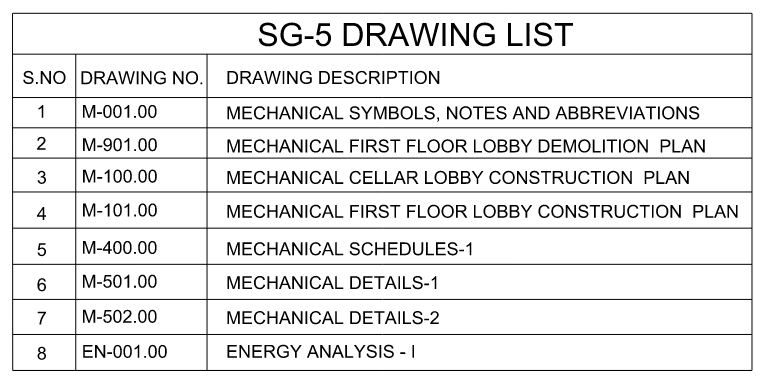 SG-5 DRAWING LIST
S.NO DRAWING NO. DRAWING DESCRIPTION
1 M-001.00 MECHANICAL SYMBOLS, NOTES AND ABBREVIATIONS
2 M-901.00 MECHANICAL FIRST FLOOR LOBBY DEMOLITION PLAN
3 M-100.00 MECHANICAL CELLAR LOBBY CONSTRUCTION PLAN
4 M-101.00 MECHANICAL FIRST FLOOR LOBBY CONSTRUCTION PLAN
5 M-400.00 MECHANICAL SCHEDULES-1
6 M-501.00 MECHANICAL DETAILS-1
7 M-502.00 MECHANICAL DETAILS-2
8 EN-001.00 ENERGY ANALYSIS - I